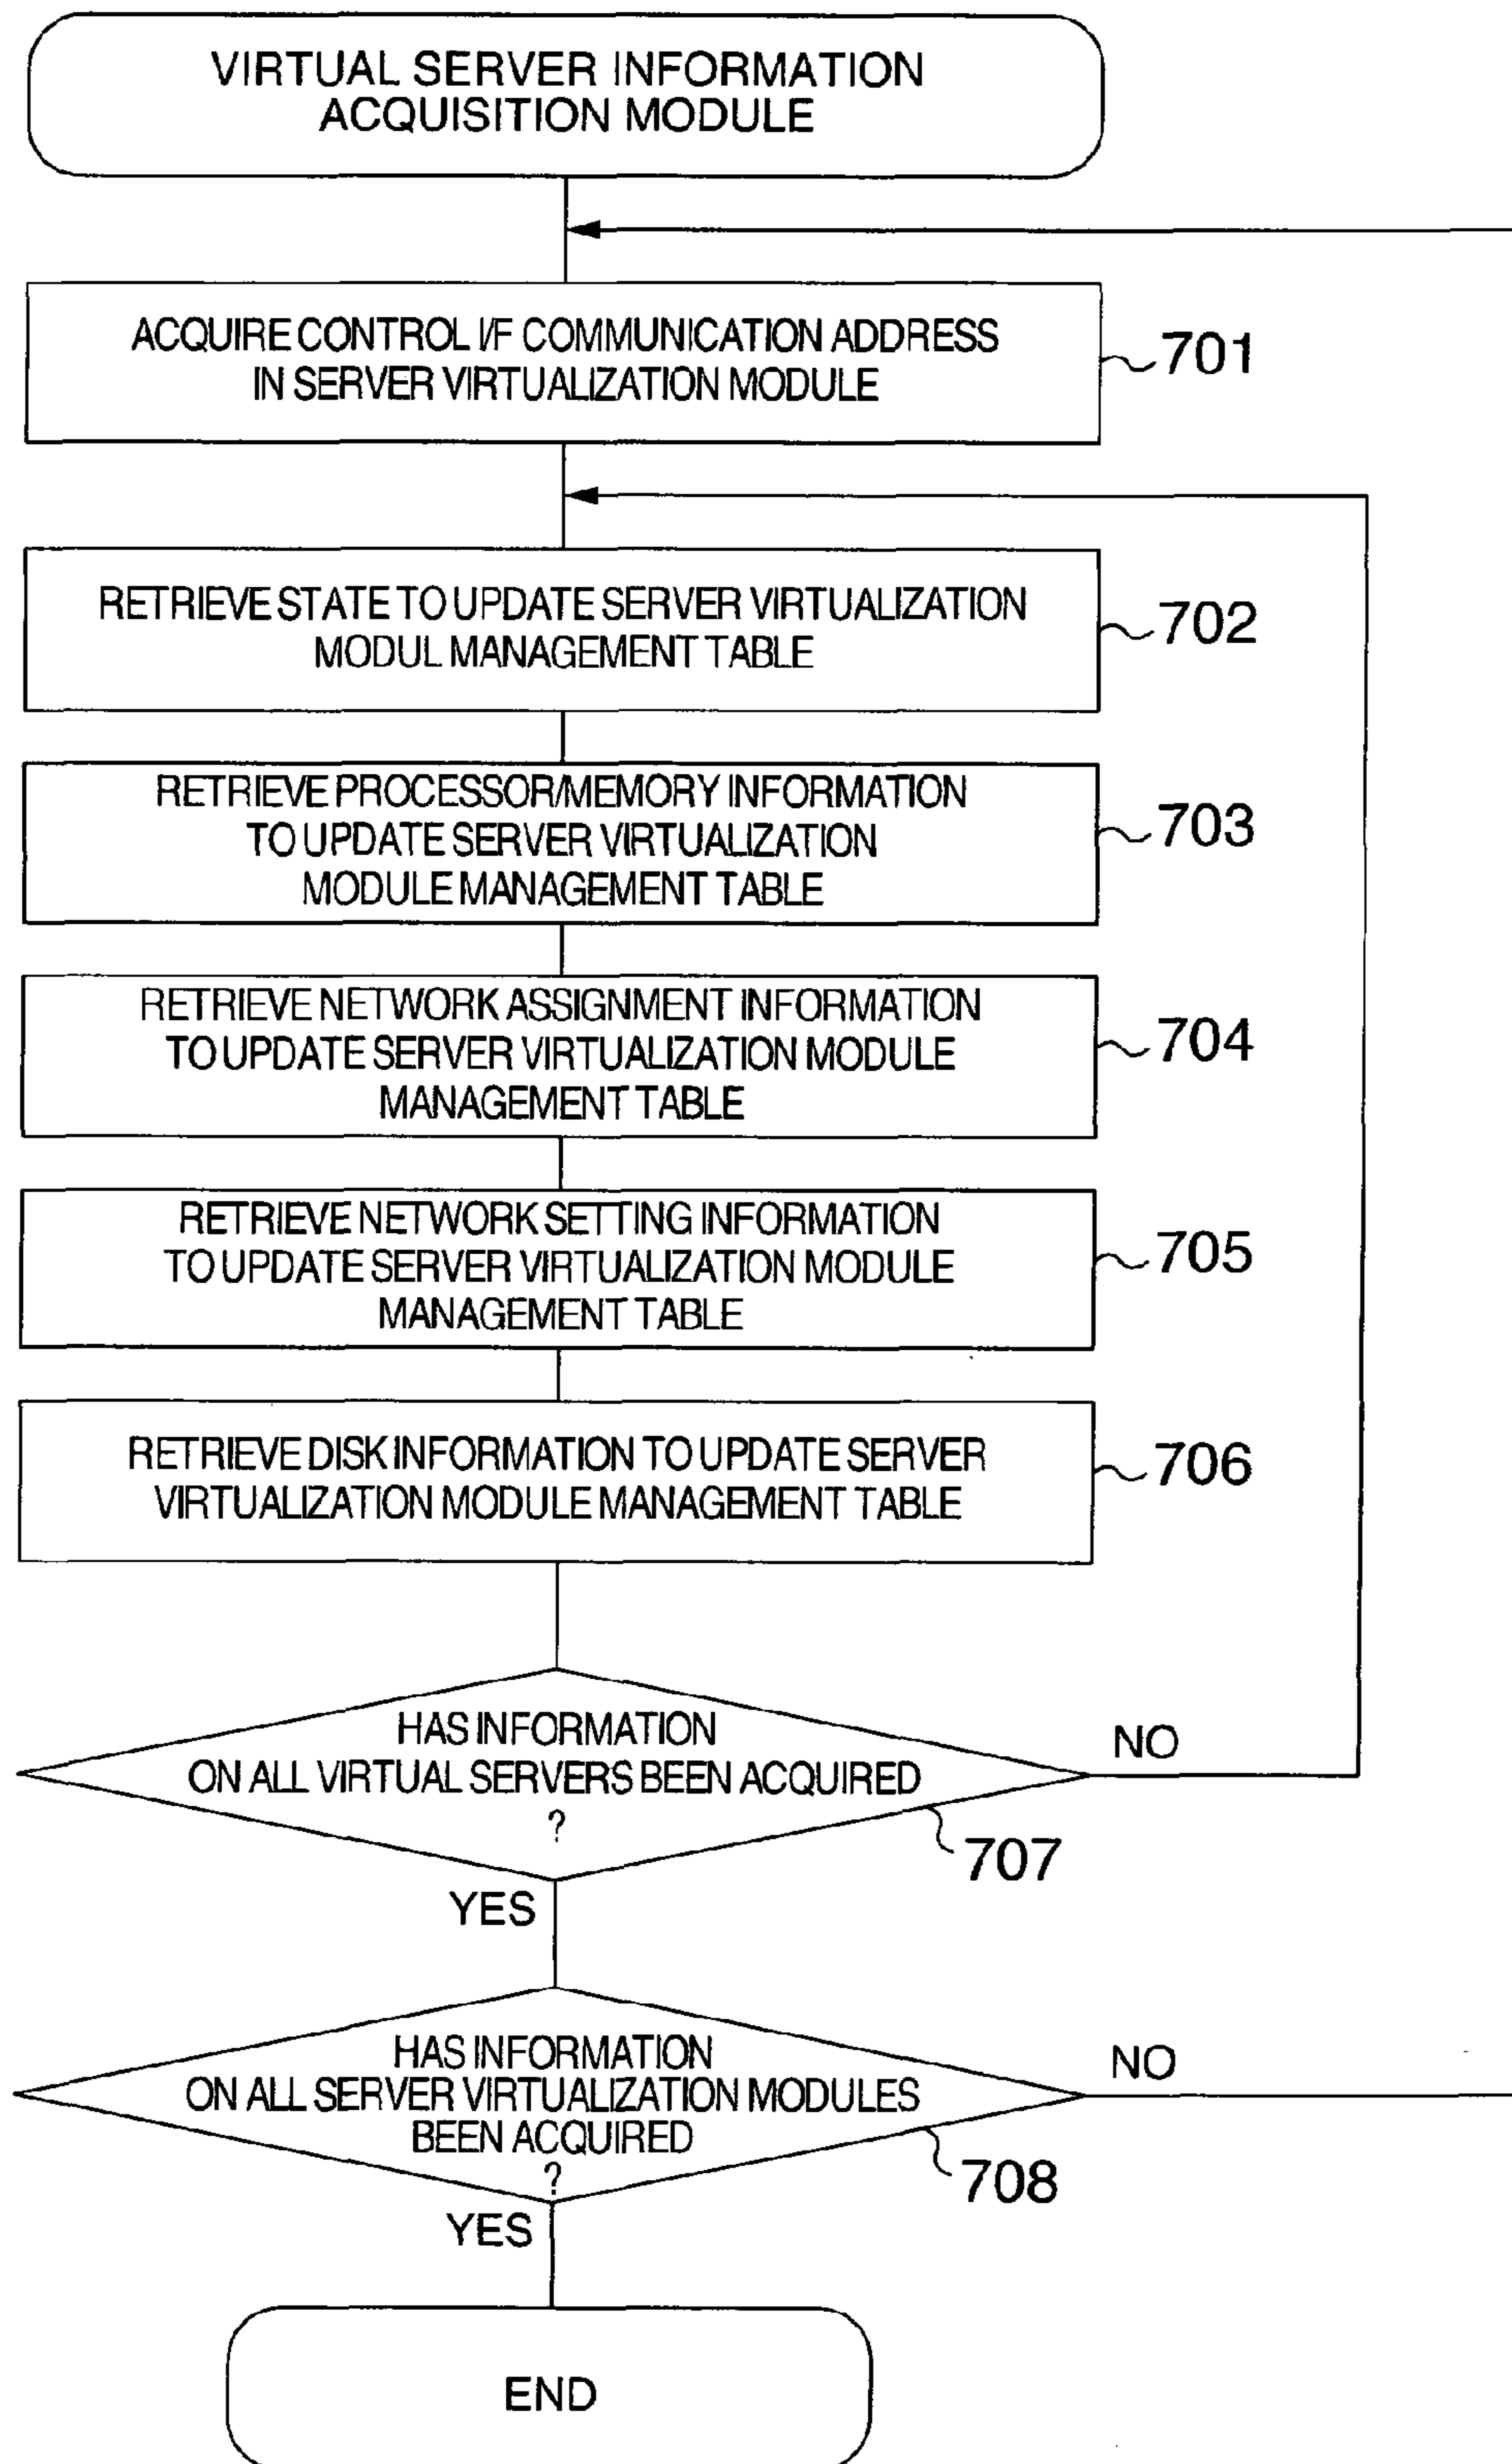 VIRTUAL SERVER INFORMATION
ACQUISITION MODULE
ACQUIRE CONTROL I/F COMMUNICATION ADDRESS
IN SERVER VIRTUALIZATION MODULE
701
RETRIEVE STATE TO UPDATE SERVER VIRTUALIZATION
MODUL MANAGEMENT TABLE
702
RETRIEVE PROCESSOR/MEMORY INFORMATION
TO UPDATE SERVER VIRTUALIZATION
MODULE MANAGEMENT TABLE
703
RETRIEVE NETWORK ASSIGNMENT INFORMATION
TO UPDATE SERVER VIRTUALIZATION MODULE
MANAGEMENT TABLE
704
RETRIEVE NETWORK SETTING INFORMATION
TO UPDATE SERVER VIRTUALIZATION MODULE
MANAGEMENT TABLE
705
RETRIEVE DISK INFORMATION TO UPDATE SERVER
VIRTUALIZATION MODULE MANAGEMENT TABLE
706
HAS INFORMATION
ON ALL VIRTUAL SERVERS BEEN ACQUIRED
?
NO
707
YES
HAS INFORMATION
ON ALL SERVER VIRTUALIZATION MODULES
BEEN ACQUIRED
?
NO
708
YES
END